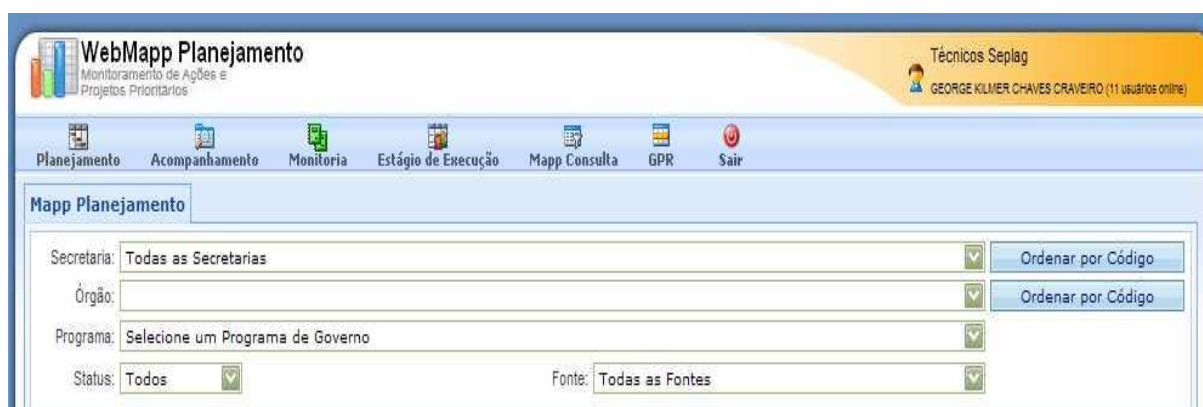 WebMapp Planejamento
Monitoramento de Ações e
Projetos Prioritários
Técnicos Seplag
GEORGE KILMER CHAVES CRAVEIRO (11 usuários online)
Planejamento Acompanhamento Monitoria Estágio de Execução Mapp Consulta GPR Sair
Mapp Planejamento
Secretaria: Todas as Secretarias Ordenar por Código
Órgão: Ordenar por Código
Programa: Selecione um Programa de Governo
Status: Todos Fonte: Todas as Fontes